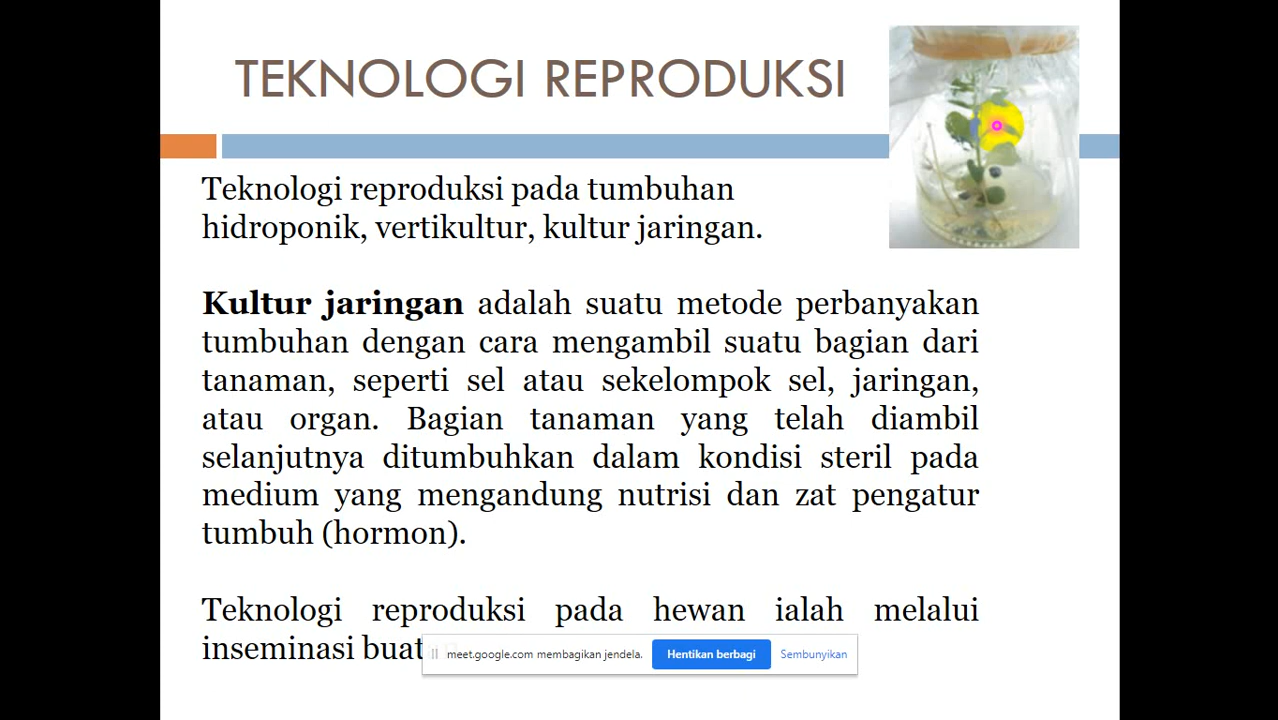 TEKNOLOGI REPRODUKSI
Teknologi reproduksi pada tumbuhan
hidroponik, vertikultur, kultur jaringan.
Kultur jaringan adalah suatu metode perbanyakan
tumbuhan dengan cara mengambil suatu bagian dari
tanaman, seperti sel atau sekelompok sel, jaringan,
atau organ. Bagian tanaman yang telah diambil
selanjutnya ditumbuhkan dalam kondisi steril pada
medium yang mengandung nutrisi dan zat pengatur
tumbuh (hormon).
Teknologi reproduksi pada hewan ialah melalui
inseminasi
meet.google.com membagikan jendela. Hentikan berbagi Sembunyikan